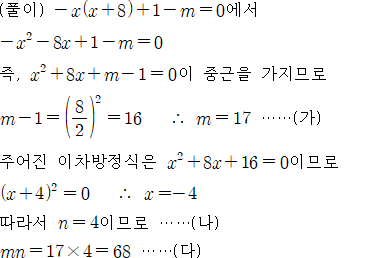 (풀이) −x(x+8)+1−m=0에서
−x²−8x+1−m=0
즉, x²+8x+m−1=0이 중근을 가지므로
m−1=(8/2)²=16 ∴ m=17 ……(가)
주어진 이차방정식은 x²+8x+16=0이므로
(x+4)²=0 ∴ x=−4
따라서 n=4이므로 ……(나)
mn=17×4=68 ……(다)